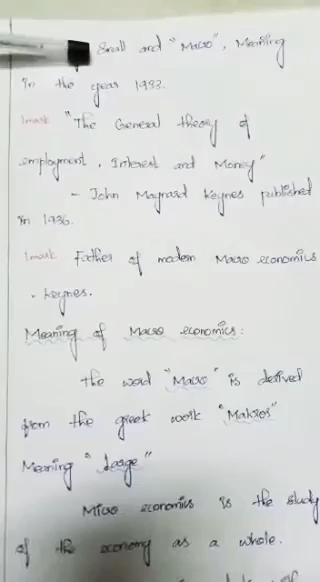 Small and "Macro", Meaning
in the year 1933.
1mark "The General theory of
employment, Interest and Money"
- John Maynard Keynes published
in 1936.
1mark Father of modern Macro economics
- Keynes.
Meaning of Macro economics:
The word "Macro" is derived
from the greek work "Makros"
Meaning "Large"
Micro economics is the study
of the economy as a whole.